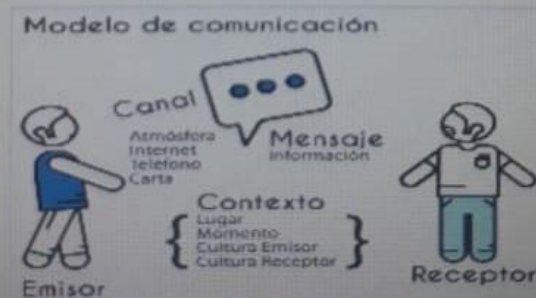 Modelo de comunicación
Canal
Atmósfera
Internet
Teléfono
Carta
Mensaje
Información
Contexto
Lugar
Momento
Cultura Emisor
Cultura Receptor
Emisor
Receptor